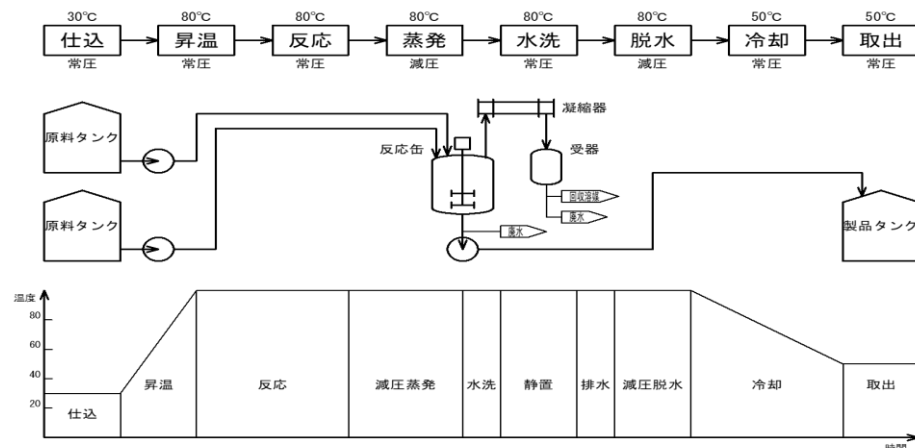 30℃ 80℃ 80℃ 80℃ 80℃ 80℃ 50℃ 50℃
仕込 昇温 反応 蒸発 水洗 脱水 冷却 取出
常圧 常圧 常圧 減圧 常圧 減圧 常圧 常圧
凝縮器
原料タンク
反応缶
受器
回収溶媒
廃水
原料タンク
廃水
製品タンク
温度
80
60
40
20
仕込
昇温
反応
減圧蒸発
水洗
静置
排水
減圧脱水
冷却
取出
時間